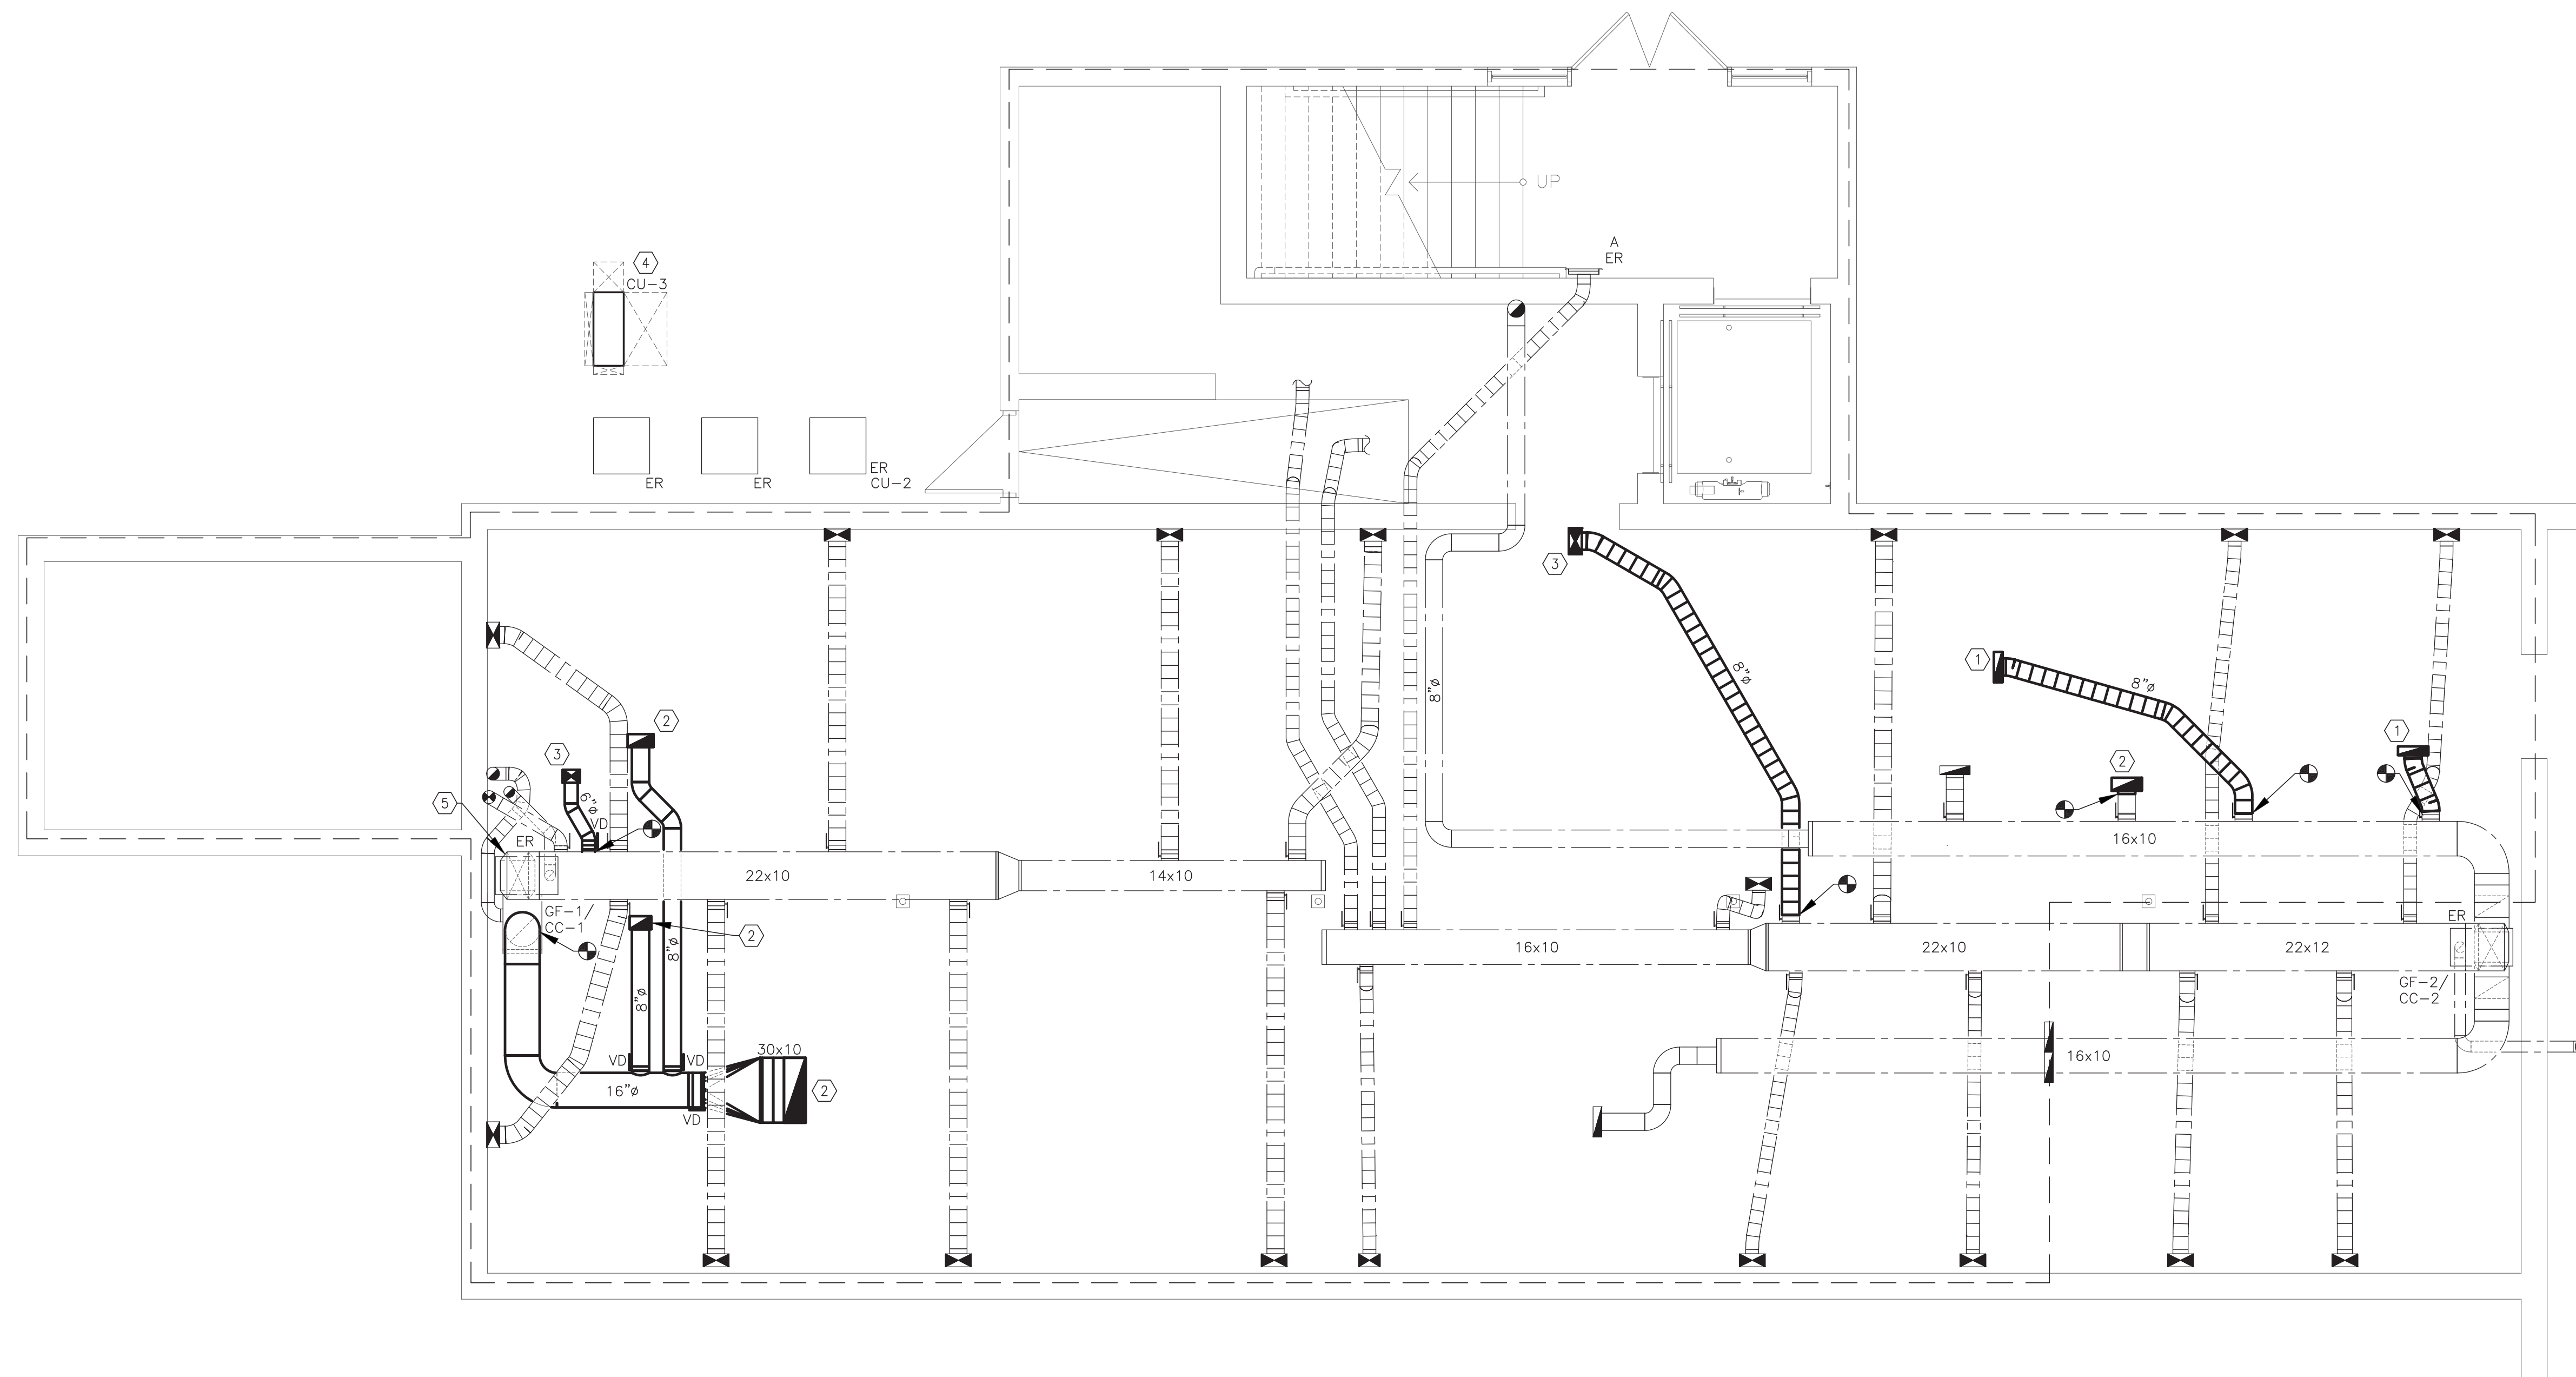 UP
A
ER
4
CU-3
ER
ER
ER
CU-2
3
8"ø
8"ø
1
8"ø
2
3
6"ø
VD
1
2
5
ER
22x10
14x10
16x10
GF-1/
CC-1
2
8"ø
8"ø
16x10
22x10
22x12
ER
GF-2/
CC-2
VD
VD
30x10
16"ø
2
VD
16x10